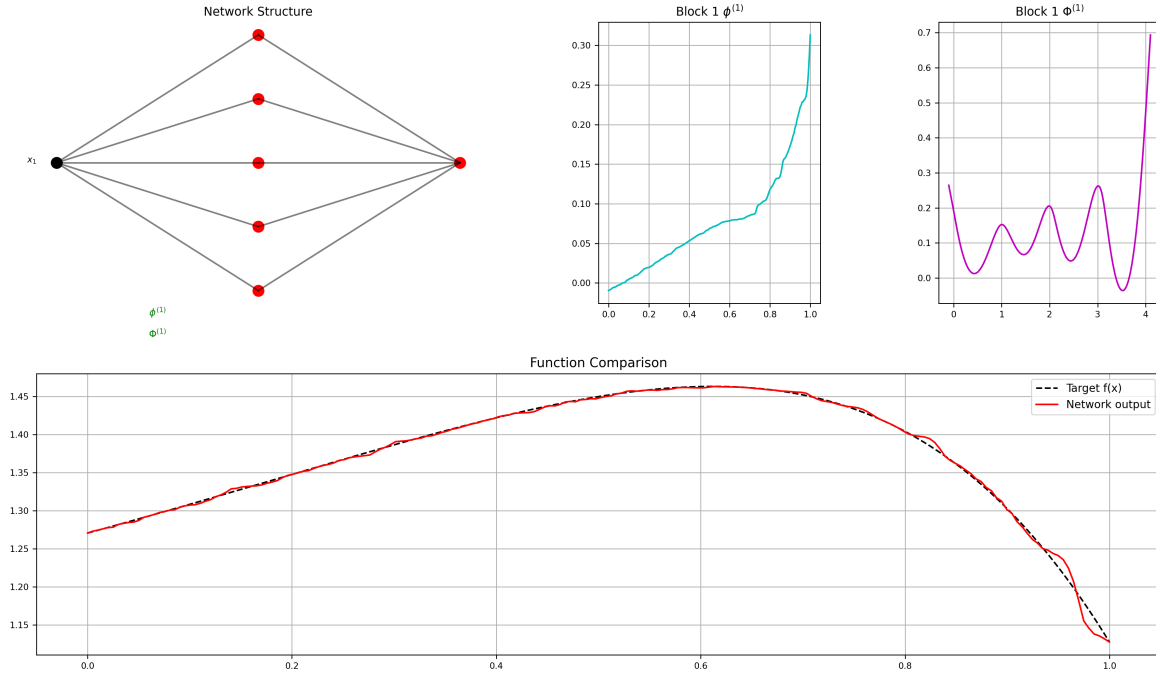 Network Structure
x₁
ϕ⁽¹⁾
Φ⁽¹⁾
Block 1 ϕ⁽¹⁾
0.30
0.25
0.20
0.15
0.10
0.05
0.00
0.0 0.2 0.4 0.6 0.8 1.0
Block 1 Φ⁽¹⁾
0.7
0.6
0.5
0.4
0.3
0.2
0.1
0.0
0 1 2 3 4
Function Comparison
Target f(x)
Network output
1.45
1.40
1.35
1.30
1.25
1.20
1.15
0.0 0.2 0.4 0.6 0.8 1.0